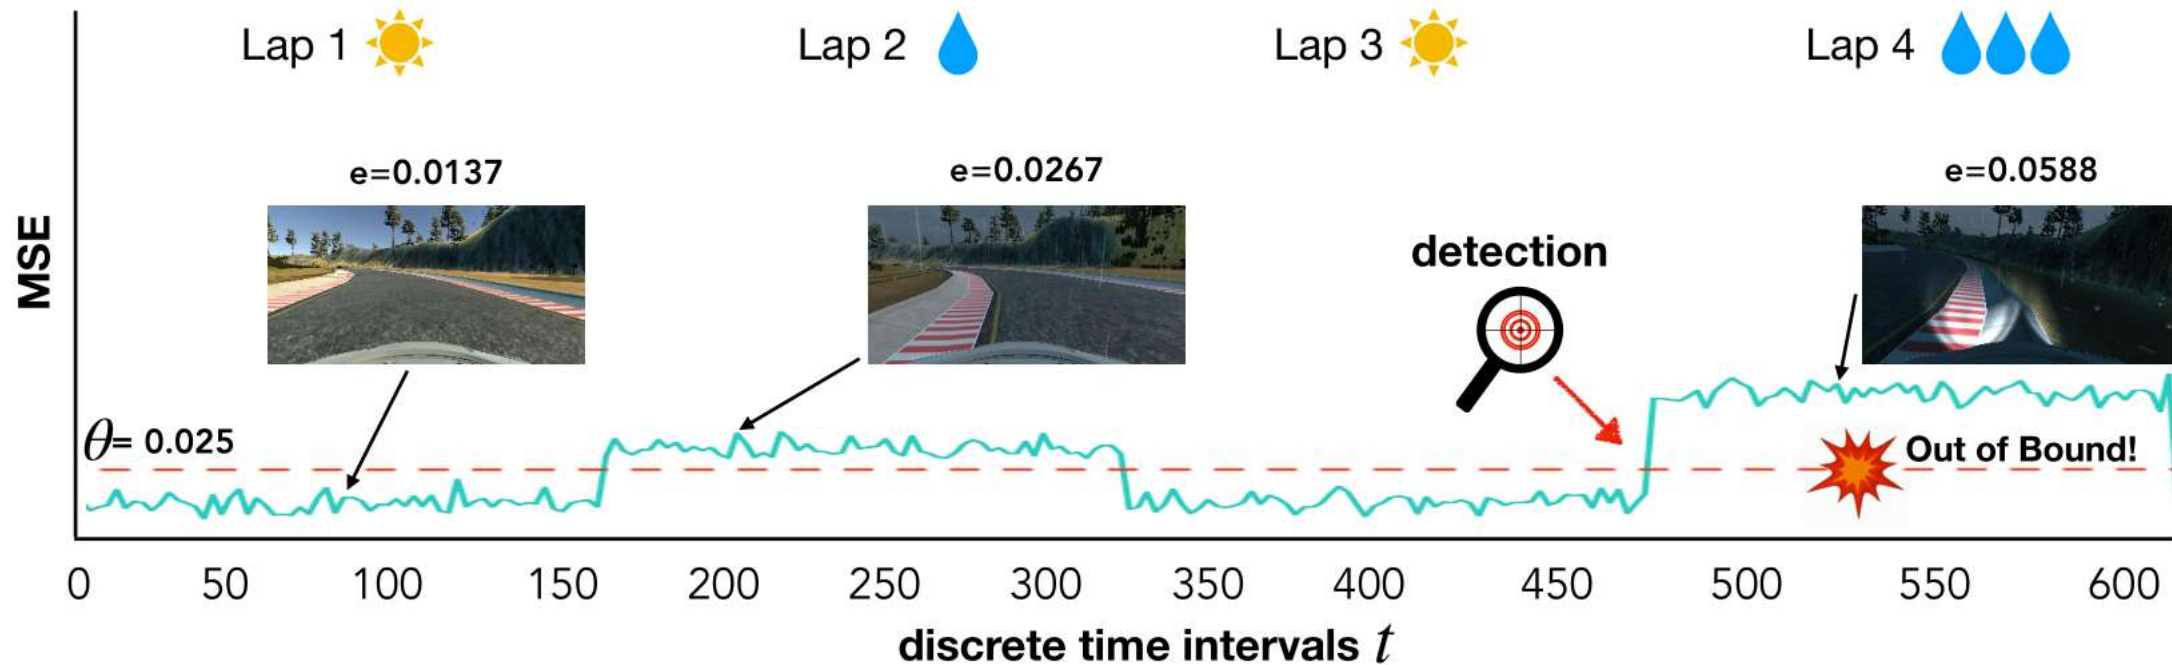 Lap 1
Lap 2
Lap 3
Lap 4
e=0.0137
e=0.0267
e=0.0588
MSE
detection
θ= 0.025
Out of Bound!
0 50 100 150 200 250 300 350 400 450 500 550 600
discrete time intervals t